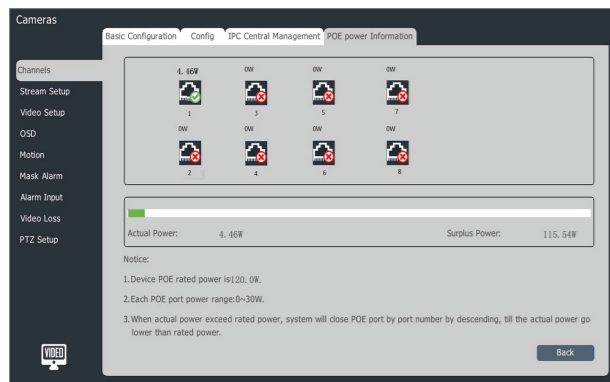 Cameras
Basic Configuration Config IPC Central Management POE power Information
Channels
Stream Setup
Video Setup
OSD
Motion
Mask Alarm
Alarm Input
Video Loss
PTZ Setup
4.46W 0W 0W 0W
1 3 5 7
0W 0W 0W 0W
2 4 6 8
Actual Power: 4.46W Surplus Power: 115.54W
Notice:
1.Device POE rated power is120.0W.
2.Each POE port power range:0~30W.
3.When actual power exceed rated power, system will close POE port by port number by descending, till the actual power go
lower than rated power.
VIDEO
Back